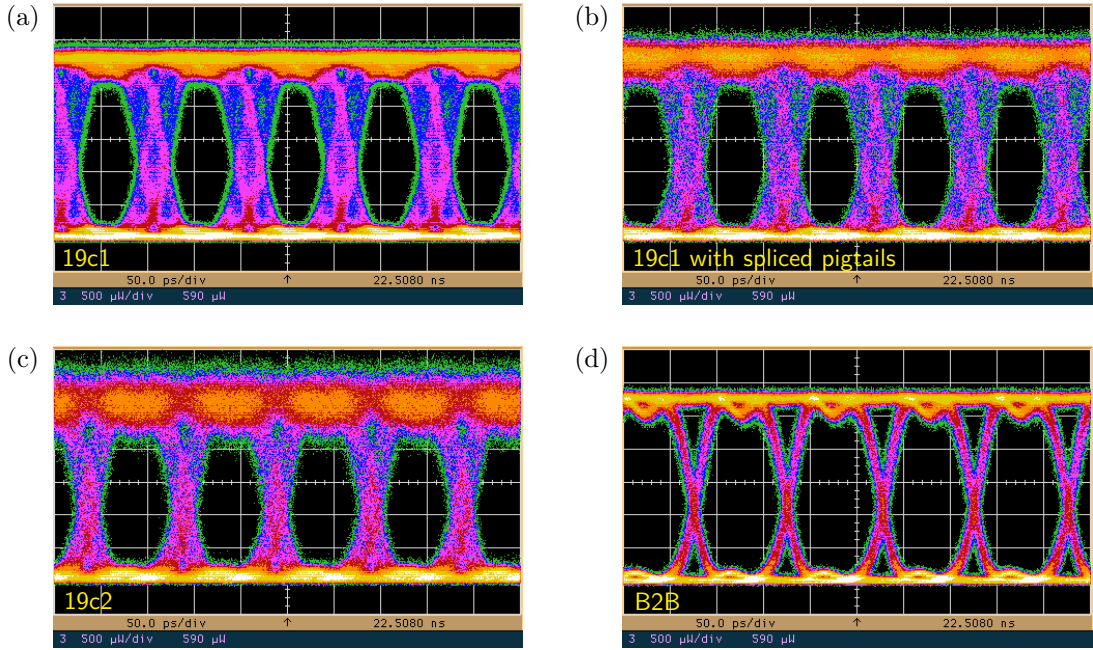 (a)
19c1
50.0 ps/div ↑ 22.5080 ns
3 500 μW/div 590 μW
(b)
19c1 with spliced pigtails
50.0 ps/div ↑ 22.5080 ns
3 500 μW/div 590 μW
(c)
19c2
50.0 ps/div ↑ 22.5080 ns
3 500 μW/div 590 μW
(d)
B2B
50.0 ps/div ↑ 22.5080 ns
3 500 μW/div 590 μW